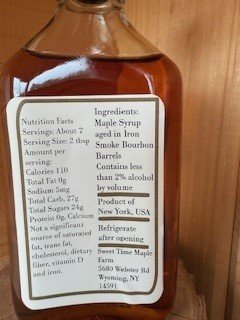 Nutrition Facts
Servings: About 7
Serving Size: 2 tbsp
Amount per
serving:
Calories 110
Total Fat 0g
Sodium 5mg
Total Carb, 27g
Total Sugars 24g
Protein 0g, Calcium
Not a significant
source of saturated
fat, trans fat,
cholesterol, dietary
fiber, vitamin D
and iron.
Ingredients:
Maple Syrup
aged in Iron
Smoke Bourbon
Barrels
Contains less
than 2% alcohol
by volume
Product of
New York, USA
Refrigerate
after opening
Sweet Time Maple
Farm
5680 Webster Rd
Wyoming, NY
14591